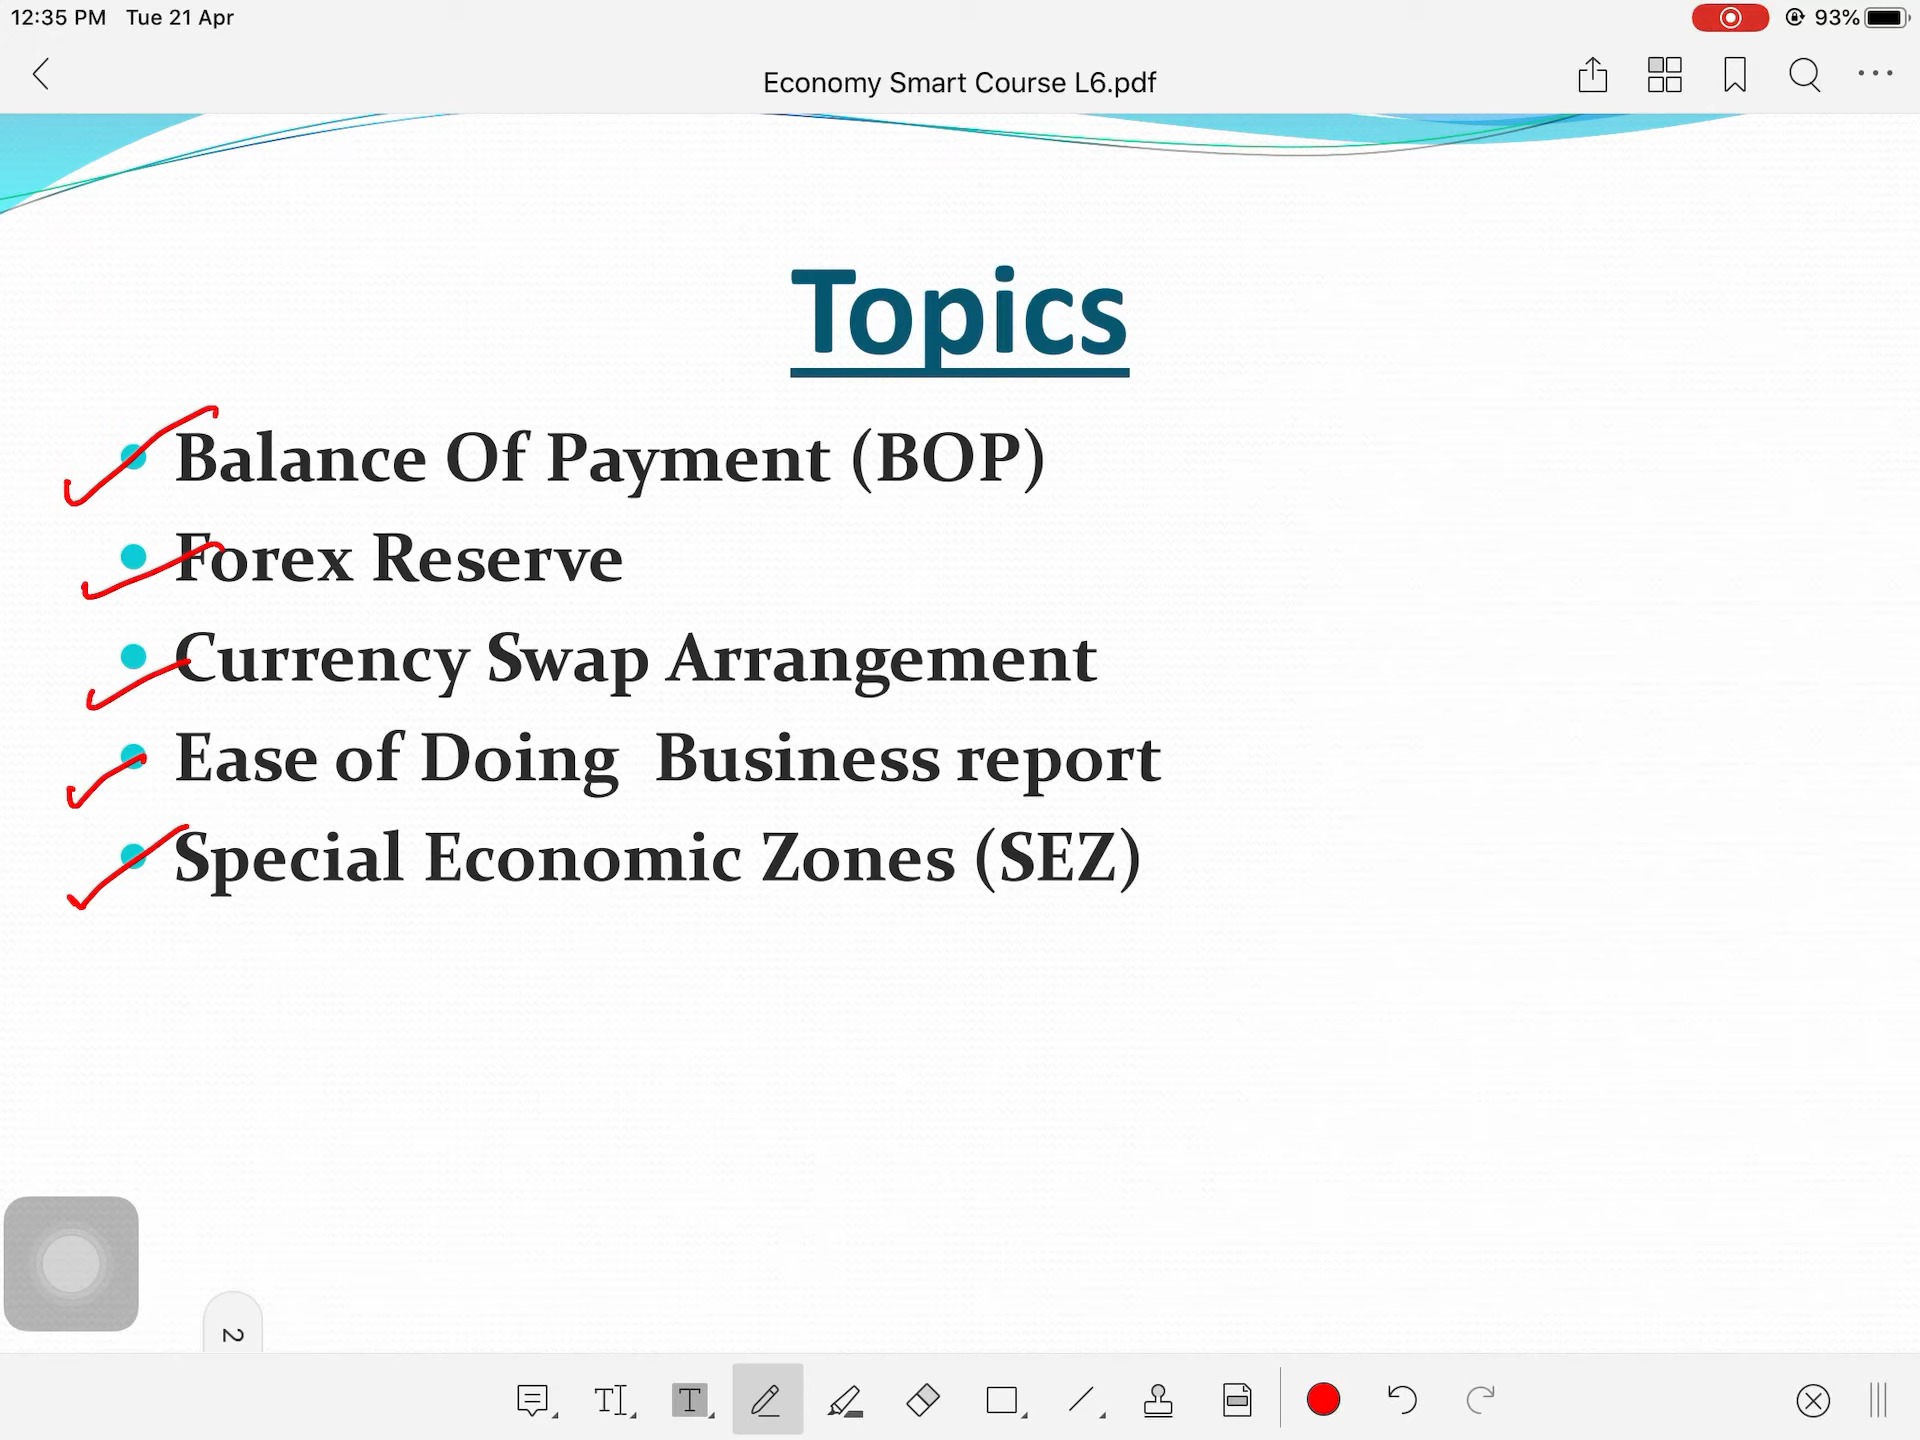 12:35 PM Tue 21 Apr
93%
Economy Smart Course L6.pdf
Topics
Balance Of Payment (BOP)
Forex Reserve
Currency Swap Arrangement
Ease of Doing  Business report
Special Economic Zones (SEZ)
2